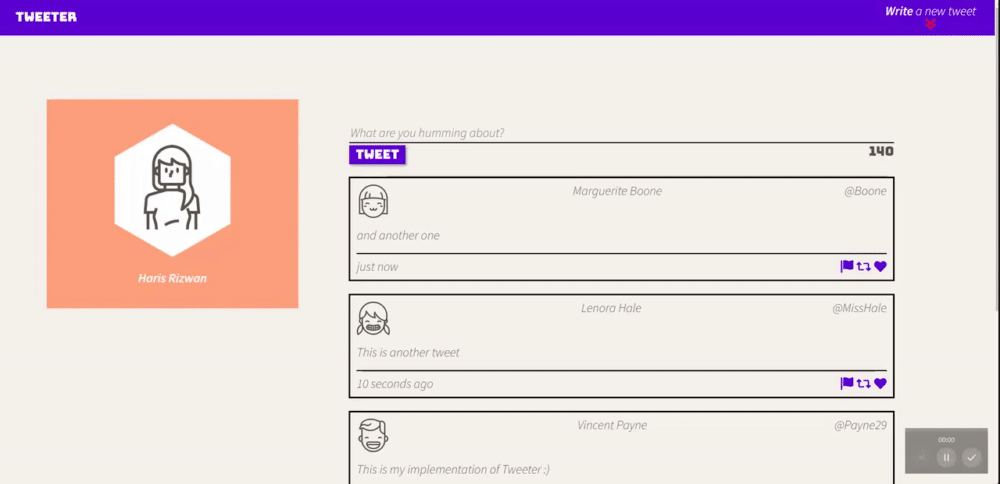 TWEETER
Write a new tweet
Haris Rizwan
What are you humming about?
TWEET
140
Marguerite Boone
@Boone
and another one
just now
Lenora Hale
@MissHale
This is another tweet
10 seconds ago
Vincent Payne
@Payne29
This is my implementation of Tweeter :)
00:00